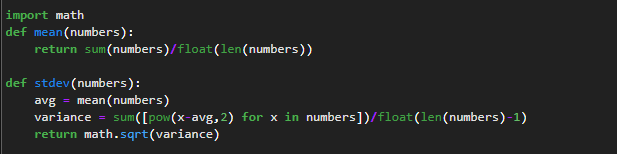 import math
def mean(numbers):
    return sum(numbers)/float(len(numbers))

def stdev(numbers):
    avg = mean(numbers)
    variance = sum([pow(x-avg,2) for x in numbers])/float(len(numbers)-1)
    return math.sqrt(variance)